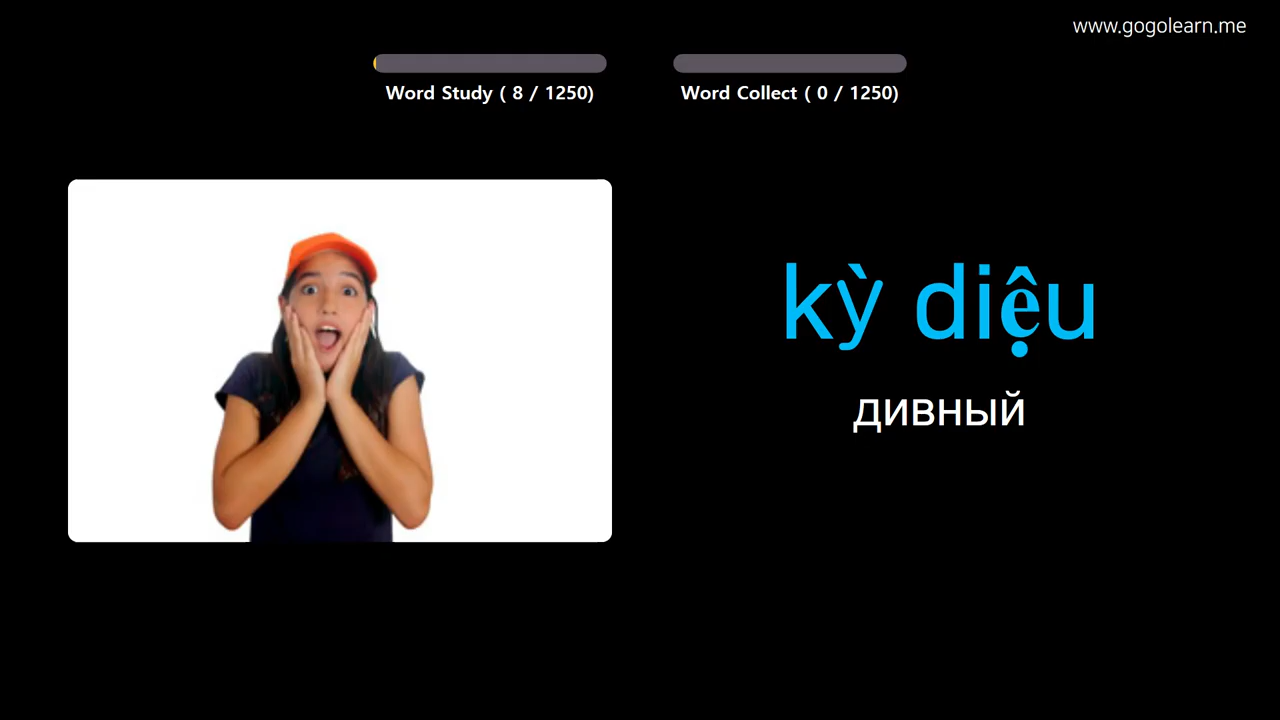 www.gogolearn.me
Word Study ( 8 / 1250)
Word Collect ( 0 / 1250)
kỳ diệu
дивный